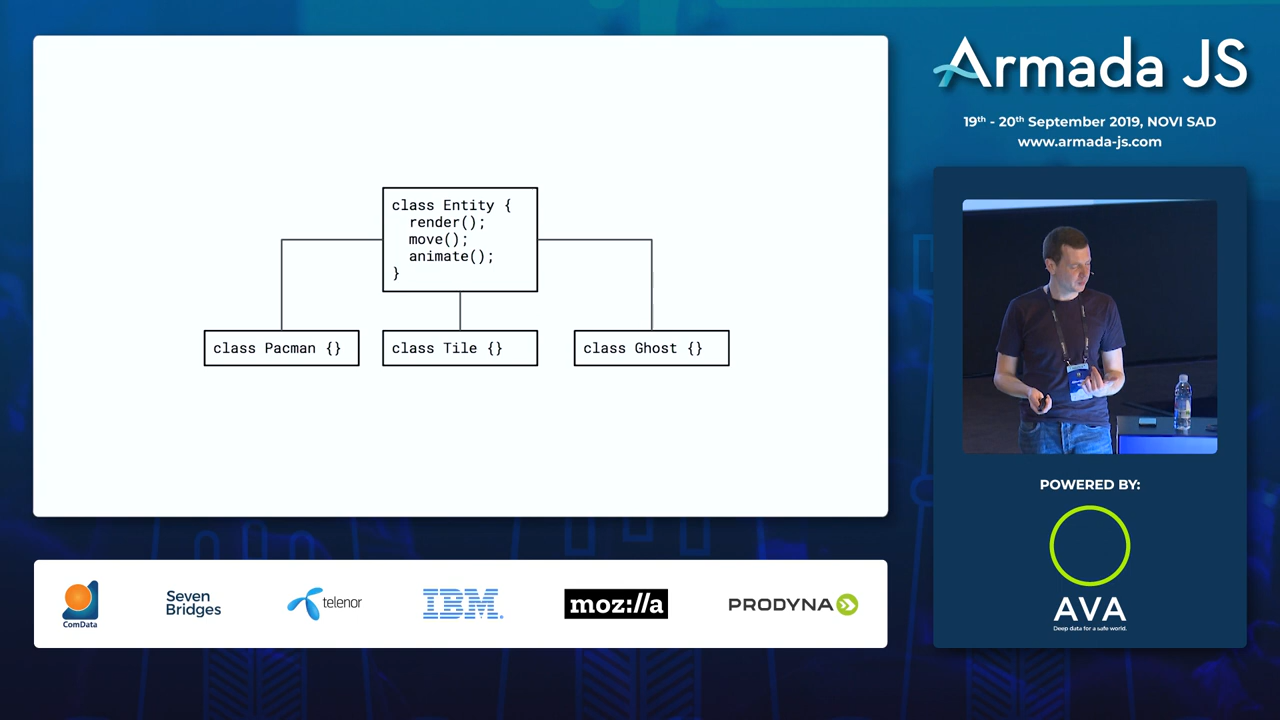 class Entity {
render();
move();
animate();
}
class Pacman {}
class Tile {}
class Ghost {}
Armada JS
19th - 20th September 2019, NOVI SAD
www.armada-js.com
POWERED BY:
AVA
Deep data for a safe world.
ComData
Seven
Bridges
telenor
IBM.
moz://a
PRODYNA